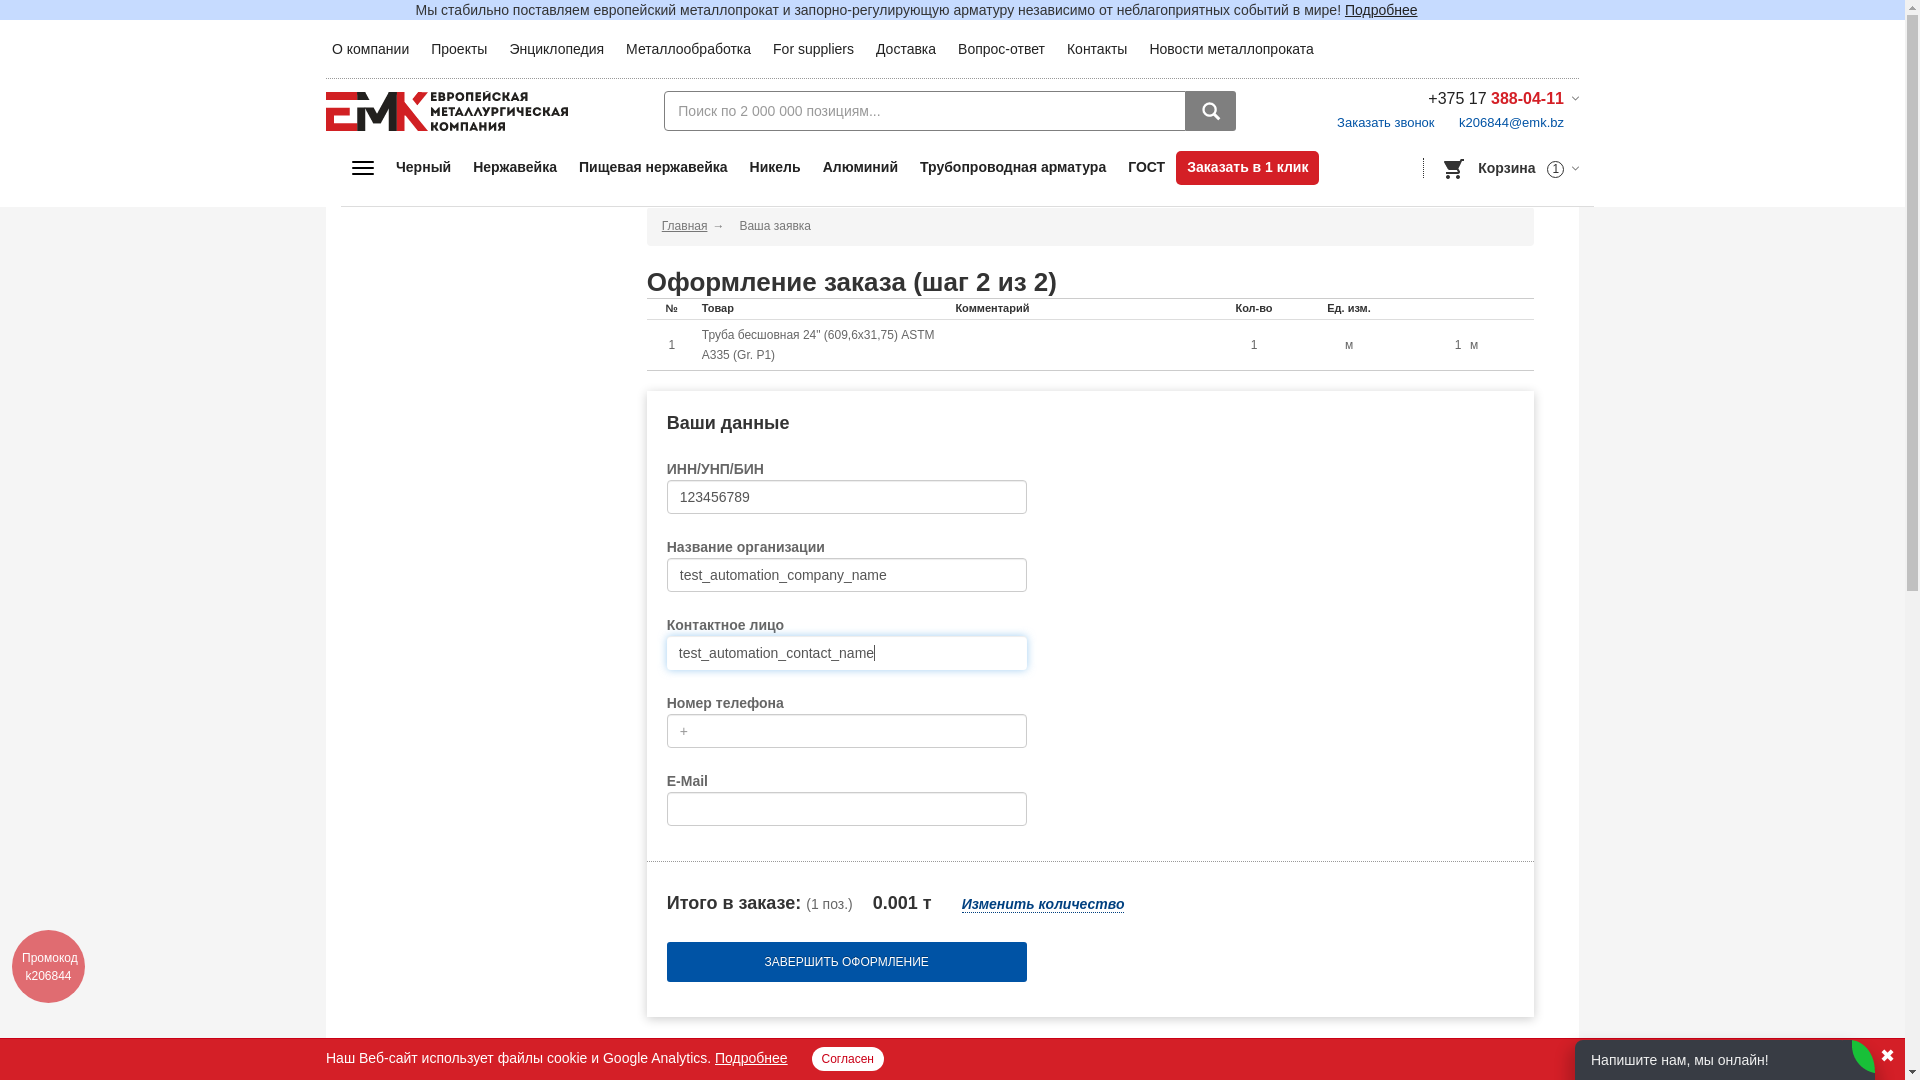 Мы стабильно поставляем европейский металлопрокат и запорно-регулирующую арматуру независимо от неблагоприятных событий в мире! Подробнее
О компании Проекты Энциклопедия Металлообработка For suppliers Доставка Вопрос-ответ Контакты Новости металлопроката
ЕМК ЕВРОПЕЙСКАЯ
МЕТАЛЛУРГИЧЕСКАЯ
КОМПАНИЯ
Поиск по 2 000 000 позициям...
+375 17 388-04-11
Заказать звонок k206844@emk.bz
Черный Нержавейка Пищевая нержавейка Никель Алюминий Трубопроводная арматура ГОСТ Заказать в 1 клик Корзина 1
Главная → Ваша заявка
Оформление заказа (шаг 2 из 2)
№ Товар Комментарий Кол-во Ед. изм.
1 Труба бесшовная 24" (609,6х31,75) ASTM
A335 (Gr. P1) 1 м 1 м
Ваши данные
ИНН/УНП/БИН
123456789
Название организации
test_automation_company_name
Контактное лицо
test_automation_contact_name
Номер телефона
+
E-Mail
Итого в заказе: (1 поз.) 0.001 т Изменить количество
ЗАВЕРШИТЬ ОФОРМЛЕНИЕ
Промокод
k206844
Наш Веб-сайт использует файлы cookie и Google Analytics. Подробнее Согласен
Напишите нам, мы онлайн!